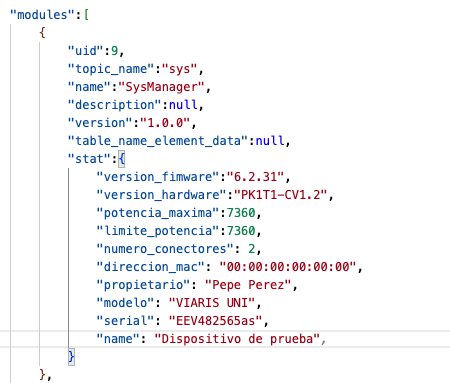 "modules":[
{
"uid":9,
"topic_name":"sys",
"name":"SysManager",
"description":null,
"version":"1.0.0",
"table_name_element_data":null,
"stat":{
"version_fimware":"6.2.31",
"version_hardware":"PK1T1-CV1.2",
"potencia_maxima":7360,
"limite_potencia":7360,
"numero_conectores": 2,
"direccion_mac": "00:00:00:00:00:00",
"propietario": "Pepe Perez",
"modelo": "VIARIS UNI",
"serial": "EEV482565as",
"name": "Dispositivo de prueba",
}
},